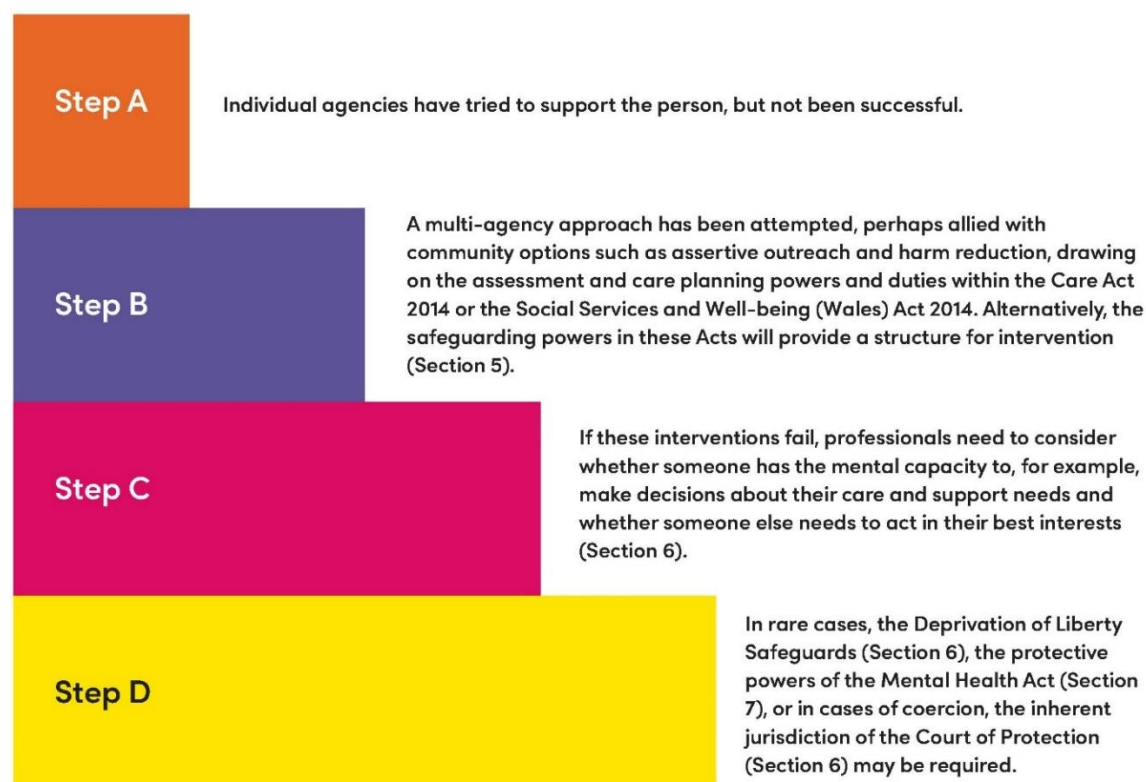 Step A
Individual agencies have tried to support the person, but not been successful.
Step B
A multi-agency approach has been attempted, perhaps allied with
community options such as assertive outreach and harm reduction, drawing
on the assessment and care planning powers and duties within the Care Act
2014 or the Social Services and Well-being (Wales) Act 2014. Alternatively, the
safeguarding powers in these Acts will provide a structure for intervention
(Section 5).
Step C
If these interventions fail, professionals need to consider
whether someone has the mental capacity to, for example,
make decisions about their care and support needs and
whether someone else needs to act in their best interests
(Section 6).
Step D
In rare cases, the Deprivation of Liberty
Safeguards (Section 6), the protective
powers of the Mental Health Act (Section
7), or in cases of coercion, the inherent
jurisdiction of the Court of Protection
(Section 6) may be required.